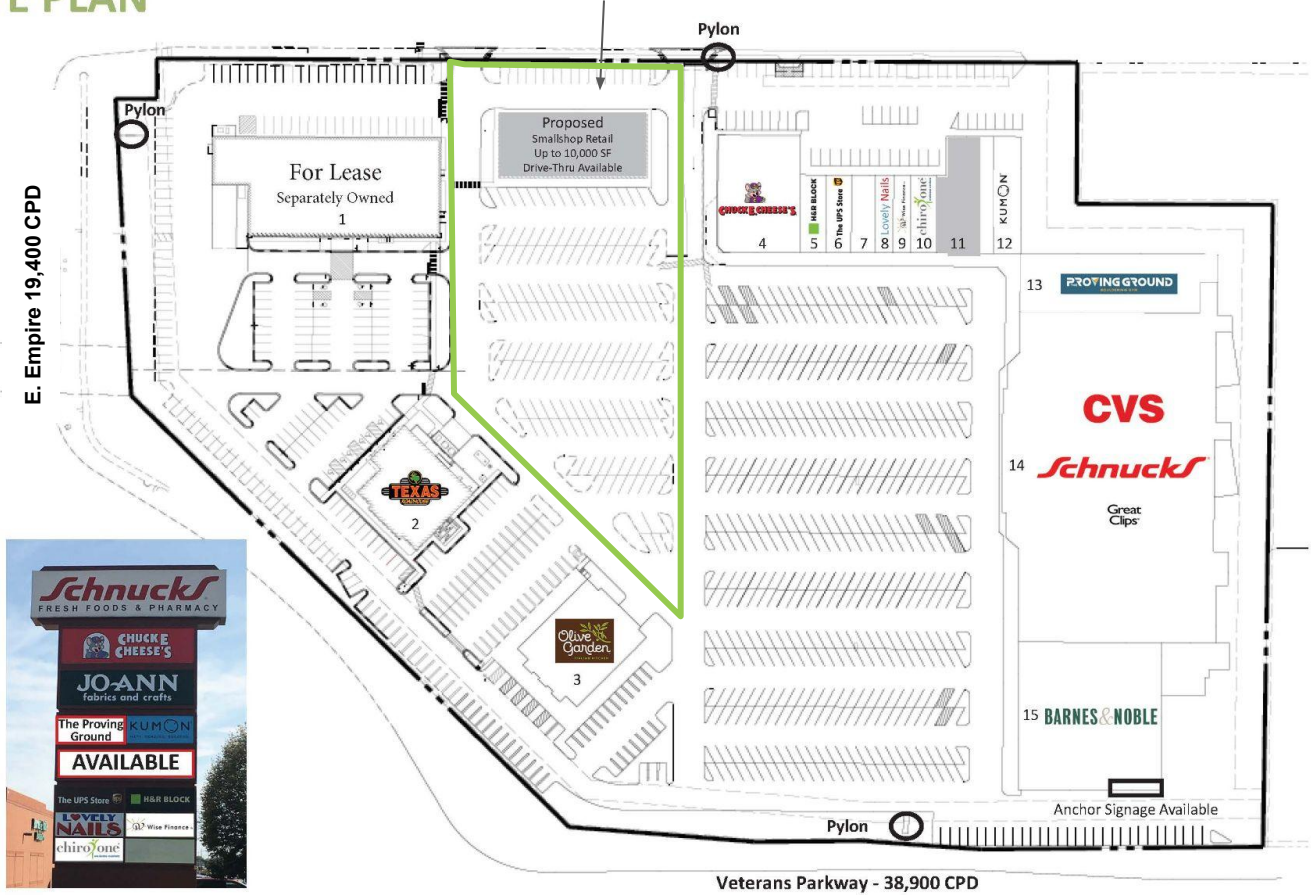 E PLAN
Pylon
Pylon
Proposed
Smallshop Retail
Up to 10,000 SF
Drive-Thru Available
For Lease
Separately Owned
1
E. Empire 19,400 CPD
CHUCK E. CHEESE'S
4
H&R BLOCK
5
The UPS Store
6
7
Lovely Nails
8
Wise Finance
9
chiro one
10
11
KUMON
12
13
PROVING GROUND
CVS
14
Schnucks
Great
Clips
TEXAS
2
Olive
Garden
3
15
BARNES & NOBLE
Anchor Signage Available
Pylon
Veterans Parkway - 38,900 CPD
Schnucks
FRESH FOODS & PHARMACY
CHUCK E
CHEESE'S
JO-ANN
fabrics and crafts
The Proving
Ground
KUMON
AVAILABLE
The UPS Store
H&R BLOCK
LOVELY
NAILS
Wise Finance
chiro one